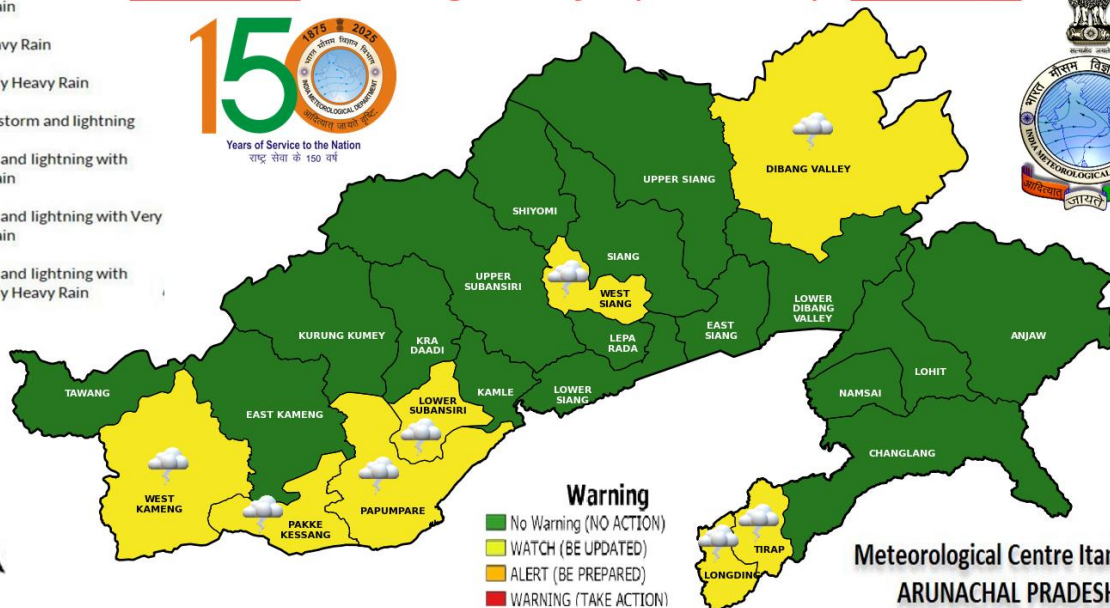 ain
avy Rain
y Heavy Rain
storm and lightning
and lightning with
ain
and lightning with Very
ain
and lightning with
y Heavy Rain
150
1875 2025
भारत मौसम विज्ञान विभाग
INDIA METEOROLOGICAL DEPARTMENT
आदित्यात् जायते वृष्टि
Years of Service to the Nation
राष्ट्र सेवा के 150 वर्ष
सत्यमेव जयते
भारत मौसम
INDIA METEOROLOGICAL
आदित्यात्
जायते
DIBANG VALLEY
UPPER SIANG
SHIYOMI
SIANG
UPPER
SUBANSIRI
WEST
SIANG
LOWER
DIBANG
VALLEY
EAST
SIANG
ANJAW
KURUNG KUMEY
KRA
DAADI
LEPA
RADA
LOHIT
TAWANG
KAMLE
LOWER
SIANG
NAMSAI
EAST KAMENG
LOWER
SUBANSIRI
CHANGLANG
WEST
KAMENG
PAKKE
KESSANG
PAPUMPARE
TIRAP
LONGDING
Warning
No Warning (NO ACTION)
WATCH (BE UPDATED)
ALERT (BE PREPARED)
WARNING (TAKE ACTION)
Meteorological Centre Itan
ARUNACHAL PRADESH